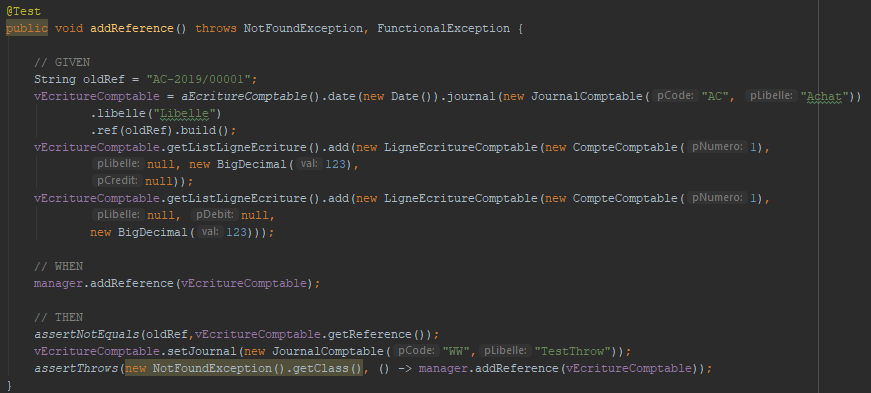 @Test
public void addReference() throws NotFoundException, FunctionalException {
// GIVEN
String oldRef = "AC-2019/00001";
vEcritureComptable = aEcritureComptable().date(new Date()).journal(new JournalComptable( pCode: "AC", pLibelle: "Achat"))
.libelle("Libelle")
.ref(oldRef).build();
vEcritureComptable.getListLigneEcriture().add(new LigneEcritureComptable(new CompteComptable( pNumero: 1),
pLibelle: null, new BigDecimal( val: 123),
pCredit: null));
vEcritureComptable.getListLigneEcriture().add(new LigneEcritureComptable(new CompteComptable( pNumero: 1),
pLibelle: null, pDebit: null,
new BigDecimal( val: 123)));
// WHEN
manager.addReference(vEcritureComptable);
// THEN
assertNotEquals(oldRef,vEcritureComptable.getReference());
vEcritureComptable.setJournal(new JournalComptable( pCode: "WW", pLibelle: "TestThrow"));
assertThrows(new NotFoundException().getClass(), () -> manager.addReference(vEcritureComptable));
}